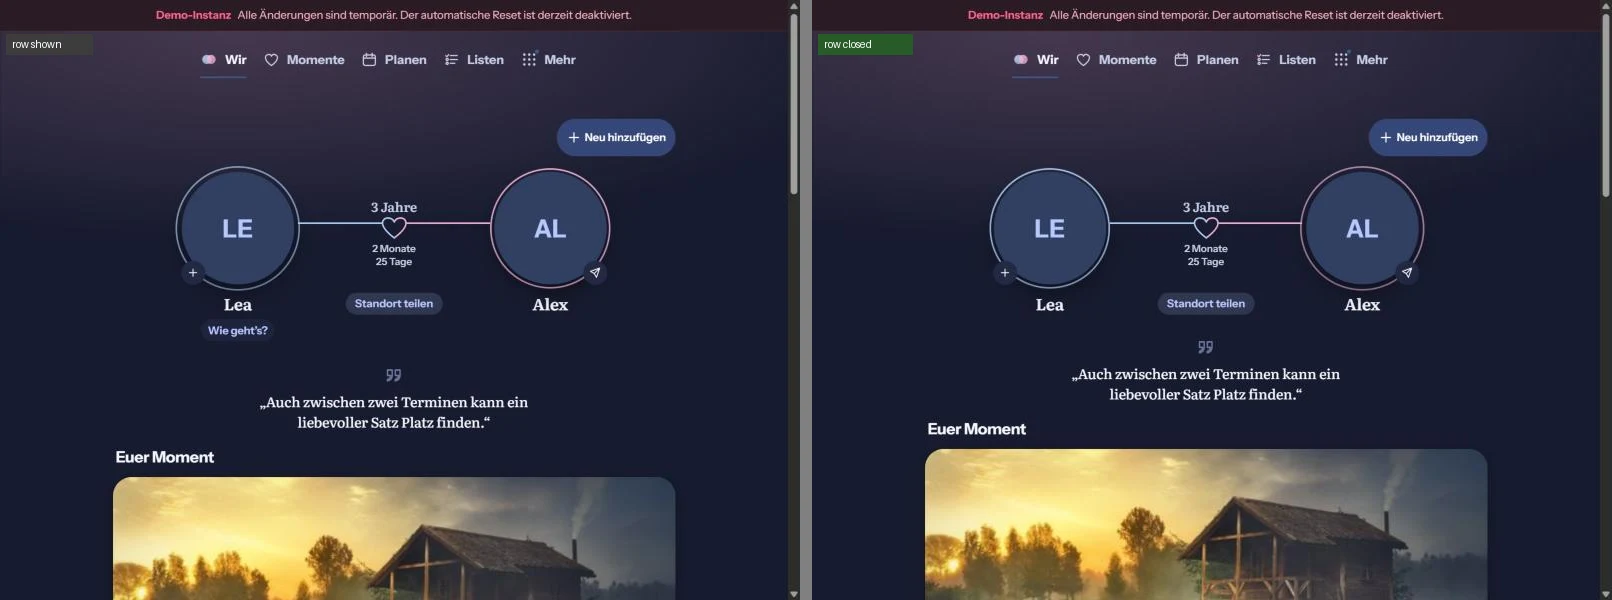 Demo-Instanz Alle Änderungen sind temporär. Der automatische Reset ist derzeit deaktiviert.
row shown
Wir Momente Planen Listen Mehr
Neu hinzufügen
LE
3 Jahre
2 Monate
25 Tage
AL
Lea
Standort teilen
Alex
Wie geht's?
„Auch zwischen zwei Terminen kann ein
liebevoller Satz Platz finden.“
Euer Moment
Demo-Instanz Alle Änderungen sind temporär. Der automatische Reset ist derzeit deaktiviert.
row closed
Wir Momente Planen Listen Mehr
Neu hinzufügen
LE
3 Jahre
2 Monate
25 Tage
AL
Lea
Standort teilen
Alex
„Auch zwischen zwei Terminen kann ein
liebevoller Satz Platz finden.“
Euer Moment